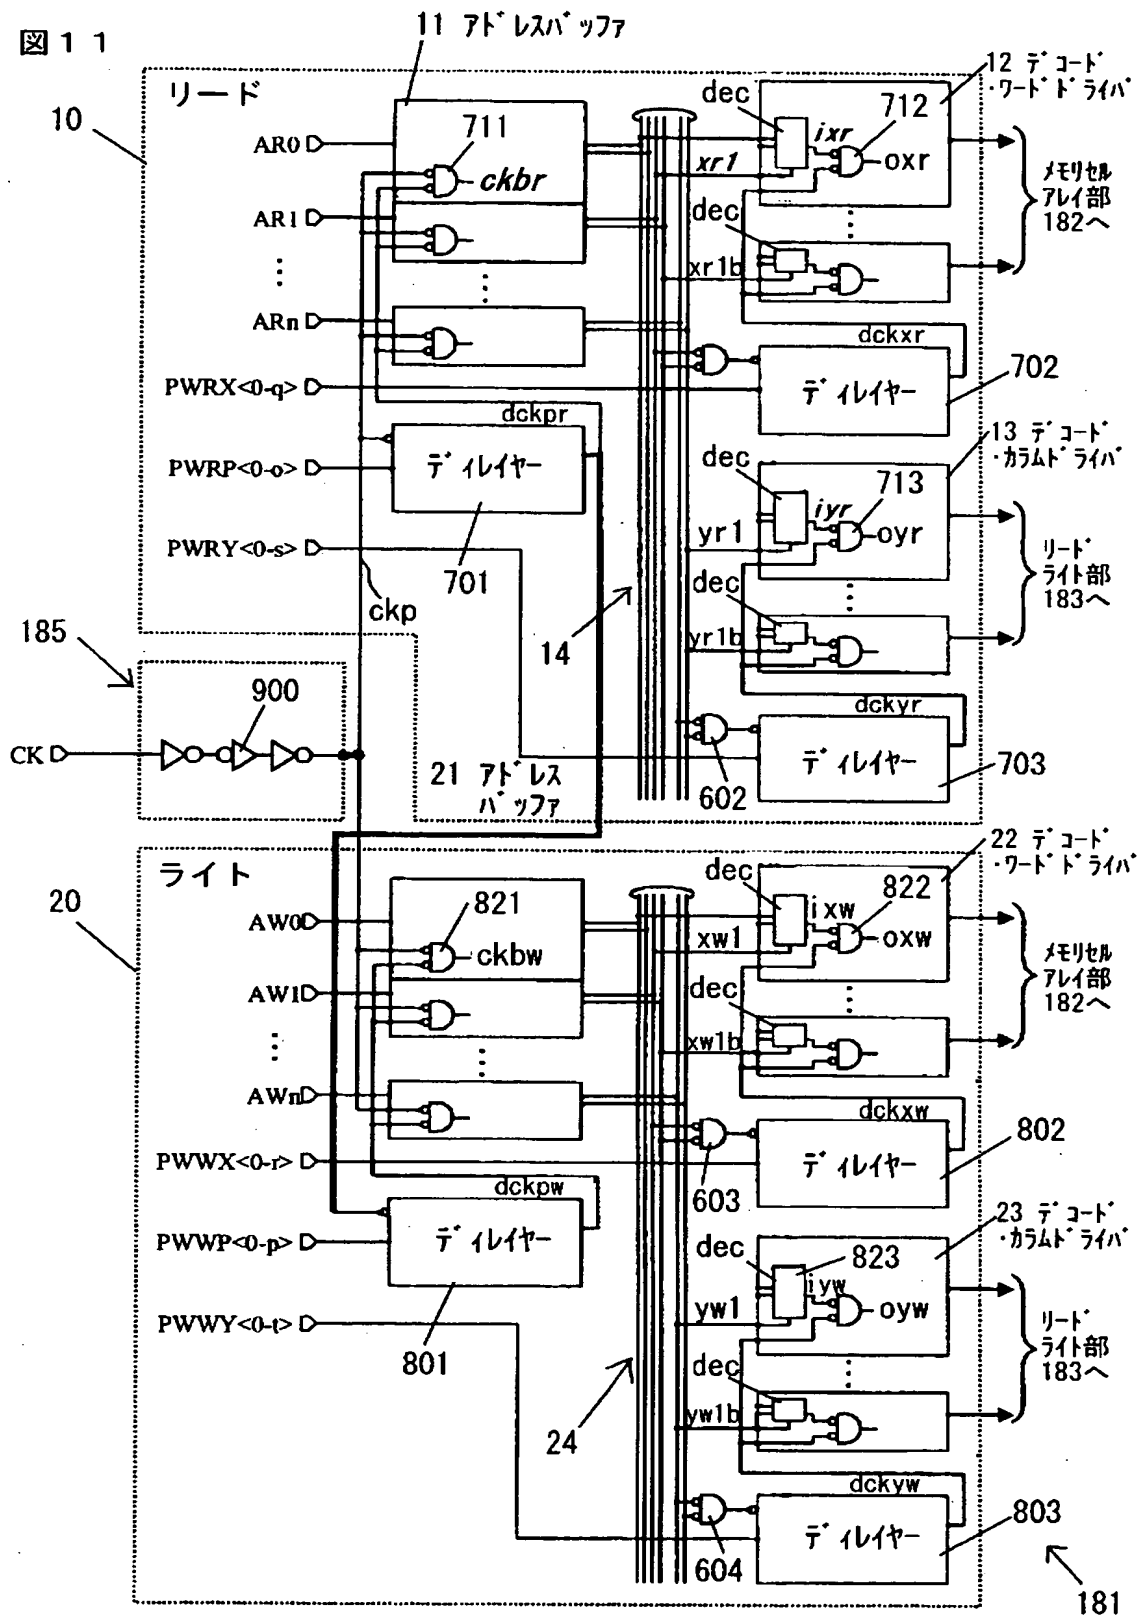 図11
11 アドレスバッファ
リード
10
AR0
711
ckbr
AR1
ARn
PWRX<0-q>
dckpr
PWRP<0-o>
ディレイヤー
701
PWRY<0-s>
ckp
14
dec
ixr
712
oxr
xr1
dec
xr1b
12 デコード
・ワードドライバ
メモリセル
アレイ部
182へ
dckxr
ディレイヤー
702
13 デコード
・カラムドライバ
dec
iyr
713
oyr
yr1
dec
yr1b
リード
ライト部
183へ
dckyr
ディレイヤー
703
602
185
900
CK
21 アドレス
バッファ
ライト
20
AW0
821
ckbw
AW1
AWn
PWWX<0-r>
dckpw
PWWP<0-p>
ディレイヤー
801
PWWY<0-t>
24
22 デコード
・ワードドライバ
dec
ixw
822
oxw
xw1
dec
xw1b
メモリセル
アレイ部
182へ
dckxw
ディレイヤー
802
603
23 デコード
・カラムドライバ
dec
823
iyw
oyw
yw1
dec
yw1b
リード
ライト部
183へ
dckyw
ディレイヤー
803
604
181